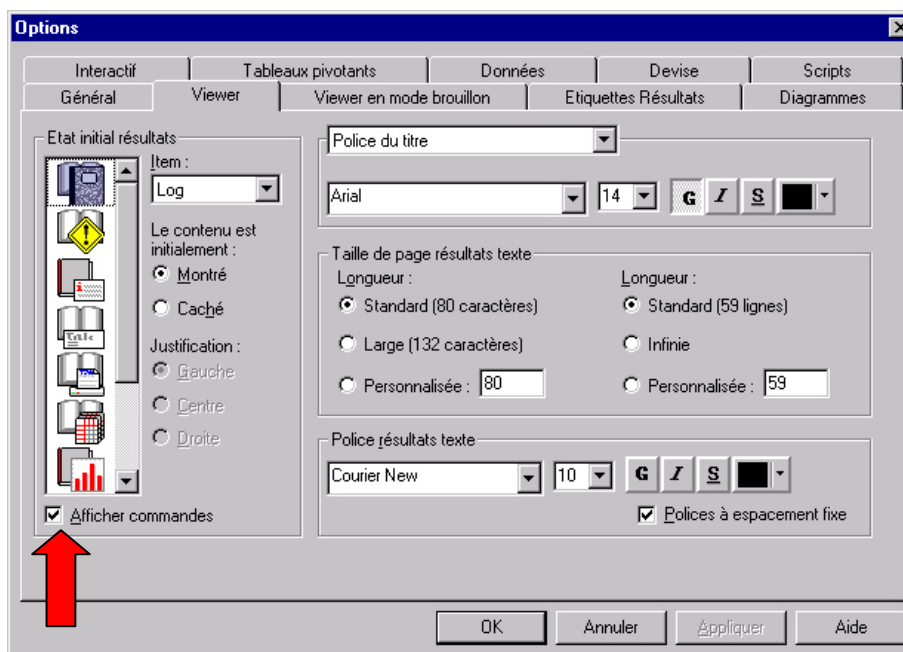 Options
Interactif Tableaux pivotants Données Devise Scripts
Général Viewer Viewer en mode brouillon Etiquettes Résultats Diagrammes
Etat initial résultats
Item :
Log
Le contenu est
initialement :
Montré
Caché
Justification :
Gauche
Centre
Droite
Afficher commandes
Police du titre
Arial 14 G I S
Taille de page résultats texte
Longueur : Longueur :
Standard (80 caractères) Standard (59 lignes)
Large (132 caractères) Infinie
Personnalisée : 80 Personnalisée : 59
Police résultats texte
Courier New 10 G I S
Polices à espacement fixe
OK Annuler Appliquer Aide